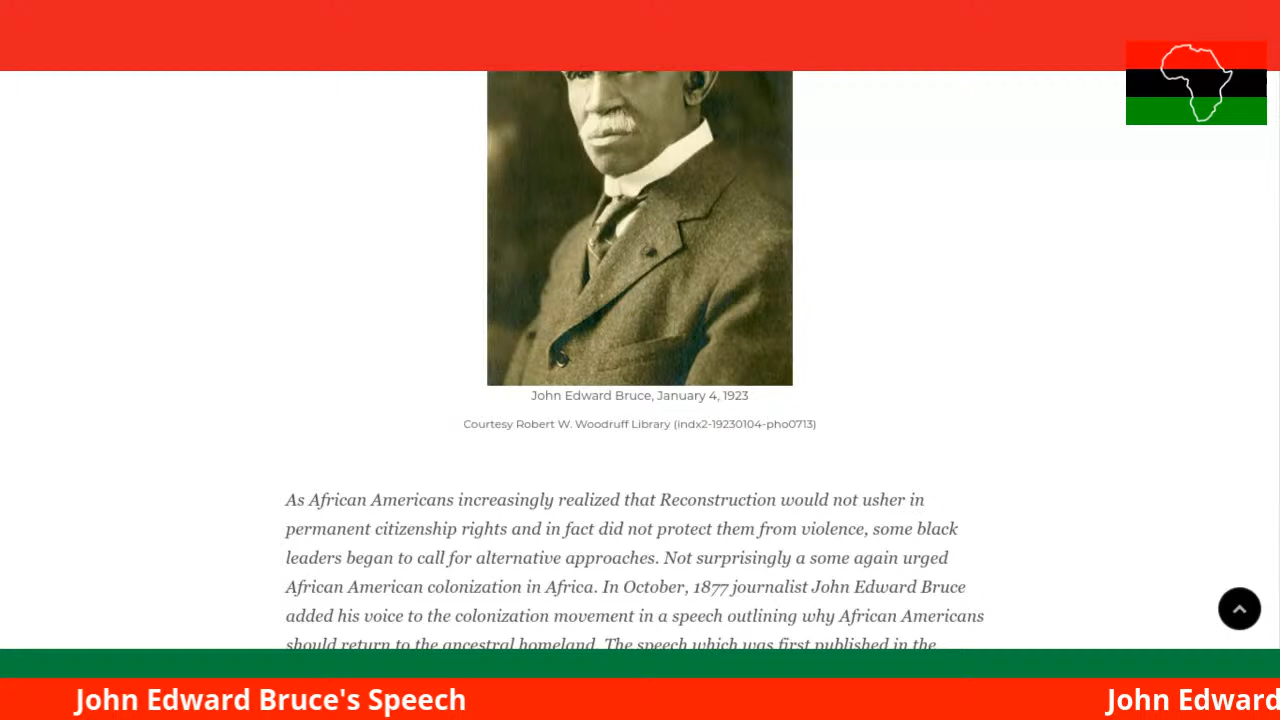 John Edward Bruce, January 4, 1923
Courtesy Robert W. Woodruff Library (indx2-19230104-pho0713)
As African Americans increasingly realized that Reconstruction would not usher in
permanent citizenship rights and in fact did not protect them from violence, some black
leaders began to call for alternative approaches. Not surprisingly a some again urged
African American colonization in Africa. In October, 1877 journalist John Edward Bruce
added his voice to the colonization movement in a speech outlining why African Americans
should return to the ancestral homeland. The speech which was first published in the
John Edward Bruce's Speech
John Edward